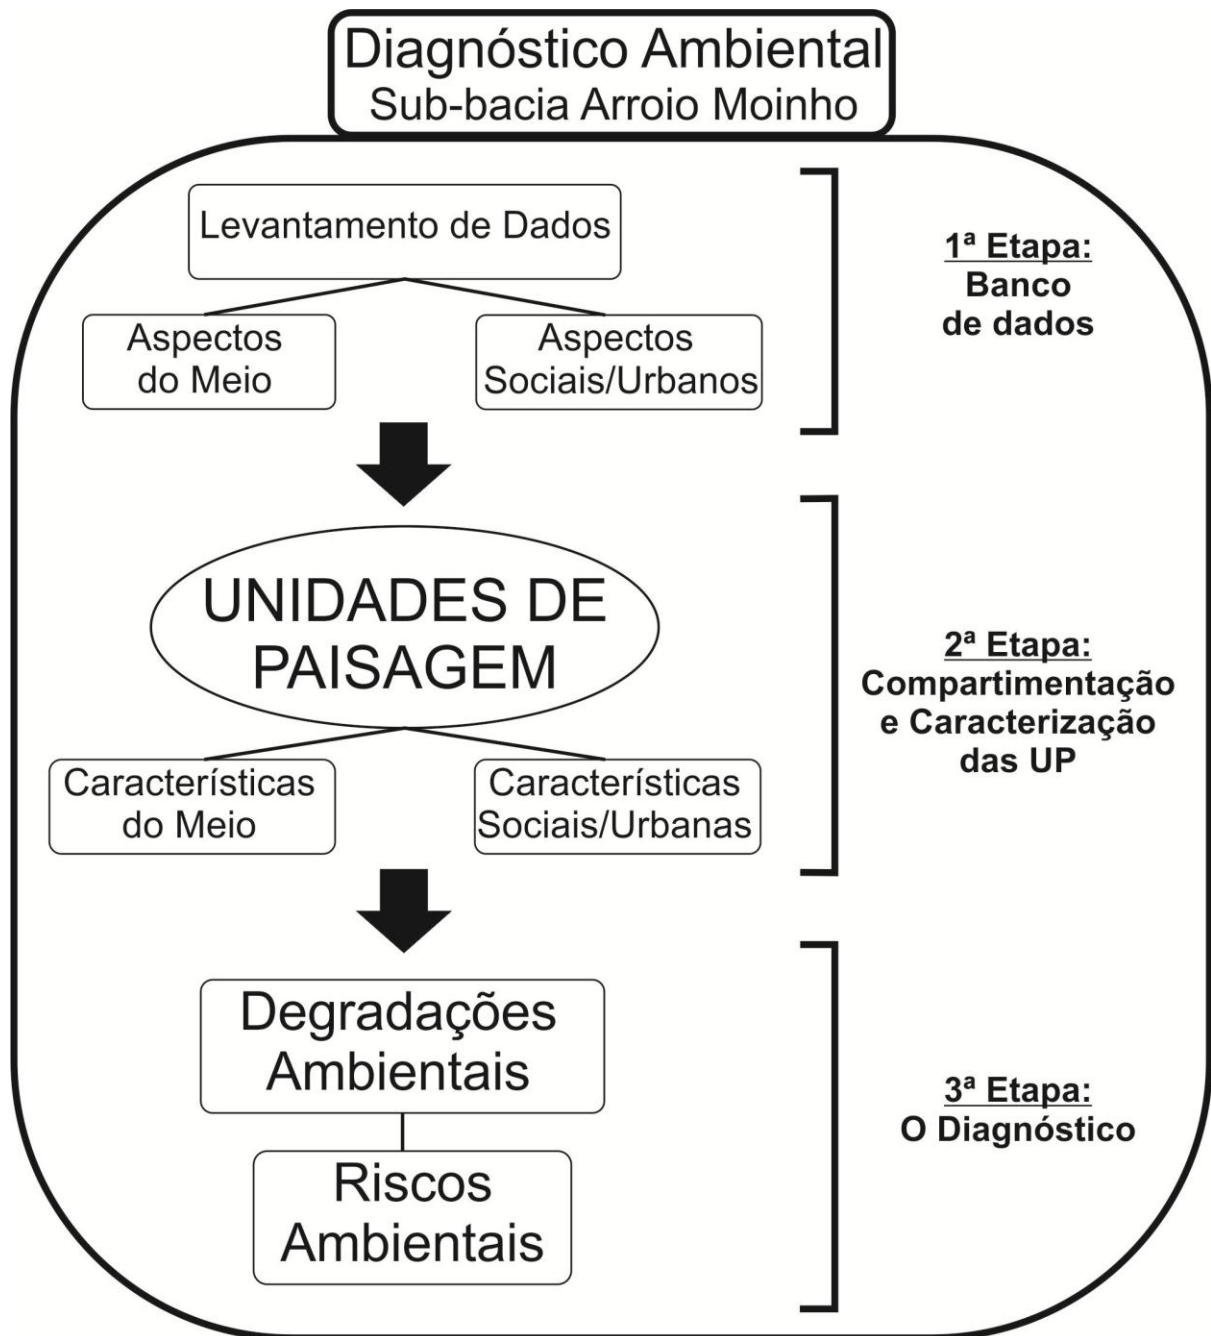 Diagnóstico Ambiental
Sub-bacia Arroio Moinho
Levantamento de Dados
Aspectos
do Meio
Aspectos
Sociais/Urbanos
1ª Etapa:
Banco
de dados
UNIDADES DE
PAISAGEM
Características
do Meio
Características
Sociais/Urbanas
2ª Etapa:
Compartimentação
e Caracterização
das UP
Degradações
Ambientais
Riscos
Ambientais
3ª Etapa:
O Diagnóstico